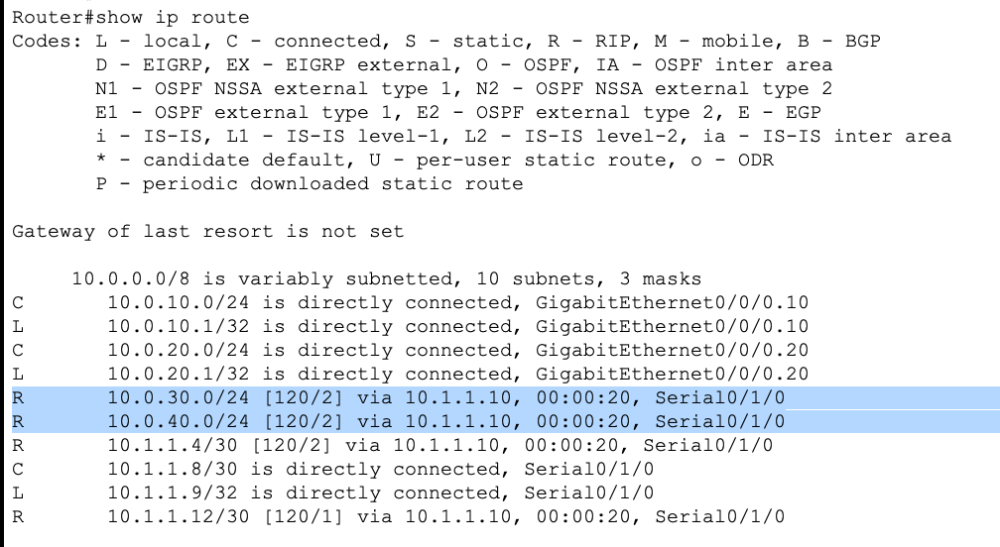 Router#show ip route
Codes: L - local, C - connected, S - static, R - RIP, M - mobile, B - BGP
       D - EIGRP, EX - EIGRP external, O - OSPF, IA - OSPF inter area
       N1 - OSPF NSSA external type 1, N2 - OSPF NSSA external type 2
       E1 - OSPF external type 1, E2 - OSPF external type 2, E - EGP
       i - IS-IS, L1 - IS-IS level-1, L2 - IS-IS level-2, ia - IS-IS inter area
       * - candidate default, U - per-user static route, o - ODR
       P - periodic downloaded static route

Gateway of last resort is not set

     10.0.0.0/8 is variably subnetted, 10 subnets, 3 masks
C       10.0.10.0/24 is directly connected, GigabitEthernet0/0/0.10
L       10.0.10.1/32 is directly connected, GigabitEthernet0/0/0.10
C       10.0.20.0/24 is directly connected, GigabitEthernet0/0/0.20
L       10.0.20.1/32 is directly connected, GigabitEthernet0/0/0.20
R       10.0.30.0/24 [120/2] via 10.1.1.10, 00:00:20, Serial0/1/0
R       10.0.40.0/24 [120/2] via 10.1.1.10, 00:00:20, Serial0/1/0
R       10.1.1.4/30 [120/2] via 10.1.1.10, 00:00:20, Serial0/1/0
C       10.1.1.8/30 is directly connected, Serial0/1/0
L       10.1.1.9/32 is directly connected, Serial0/1/0
R       10.1.1.12/30 [120/1] via 10.1.1.10, 00:00:20, Serial0/1/0